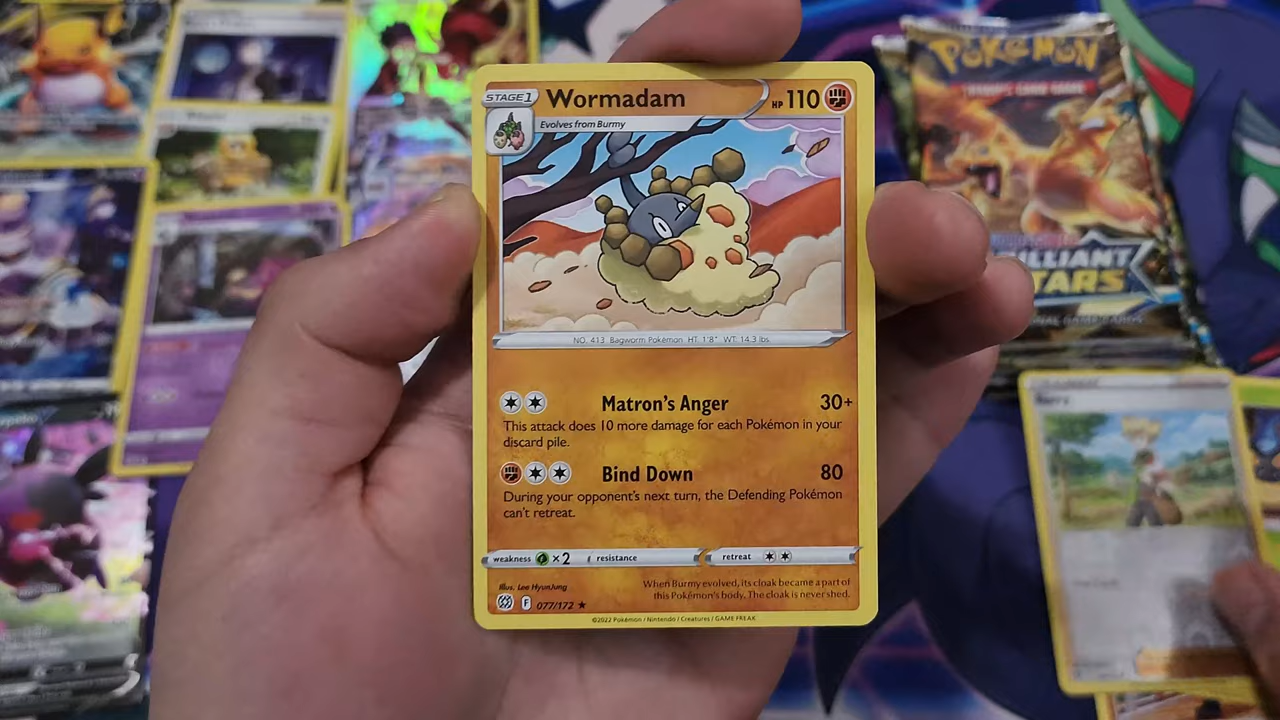 STAGE 1 Wormadam HP 110
Evolves from Burmy
NO. 413 Bagworm Pokémon HT. 1'8" WT. 14.3 lbs
Matron's Anger 30+
This attack does 10 more damage for each Pokémon in your
discard pile.
Bind Down 80
During your opponent's next turn, the Defending Pokémon
can't retreat.
weakness ×2 resistance retreat
Illus. Lee HyunJung
When Burmy evolved, its cloak became a part of
this Pokémon's body. The cloak is never shed.
F 077/172 ★
©2022 Pokémon / Nintendo / Creatures / GAME FREAK
POKÉMON
BRILLIANT
STARS
Barry